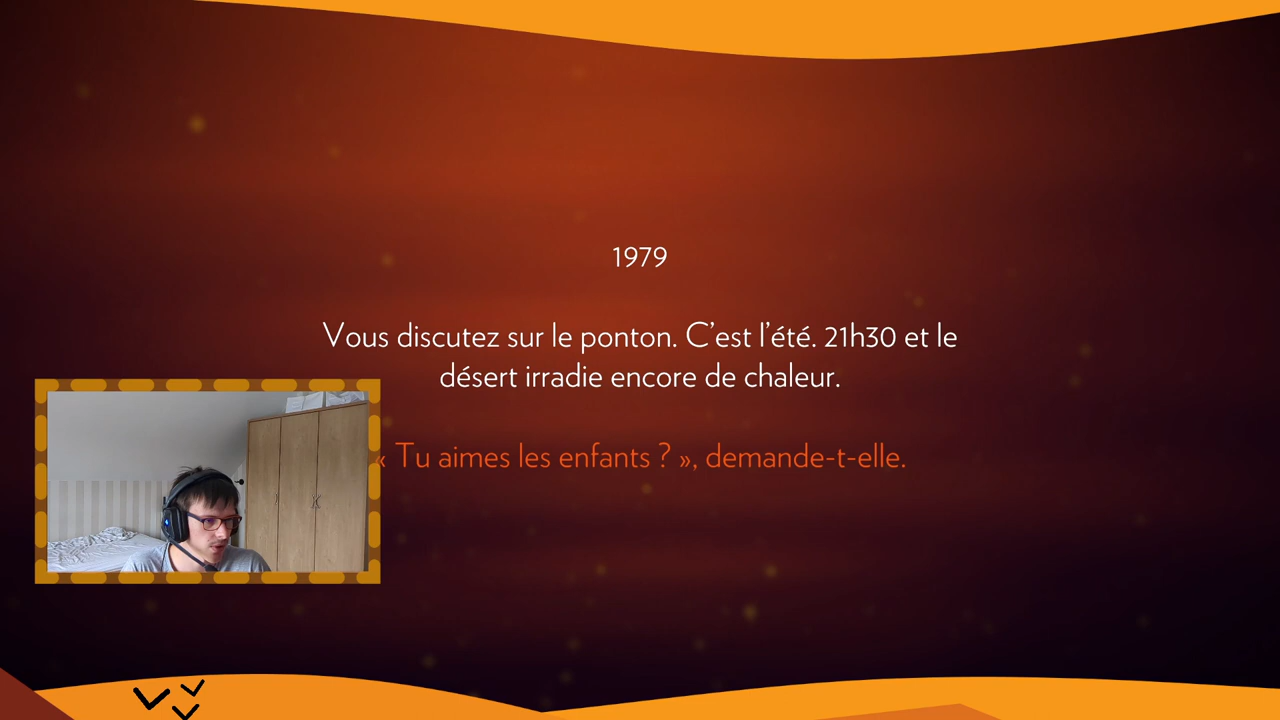 1979
Vous discutez sur le ponton. C’est l’été. 21h30 et le
désert irradie encore de chaleur.
« Tu aimes les enfants ? », demande-t-elle.